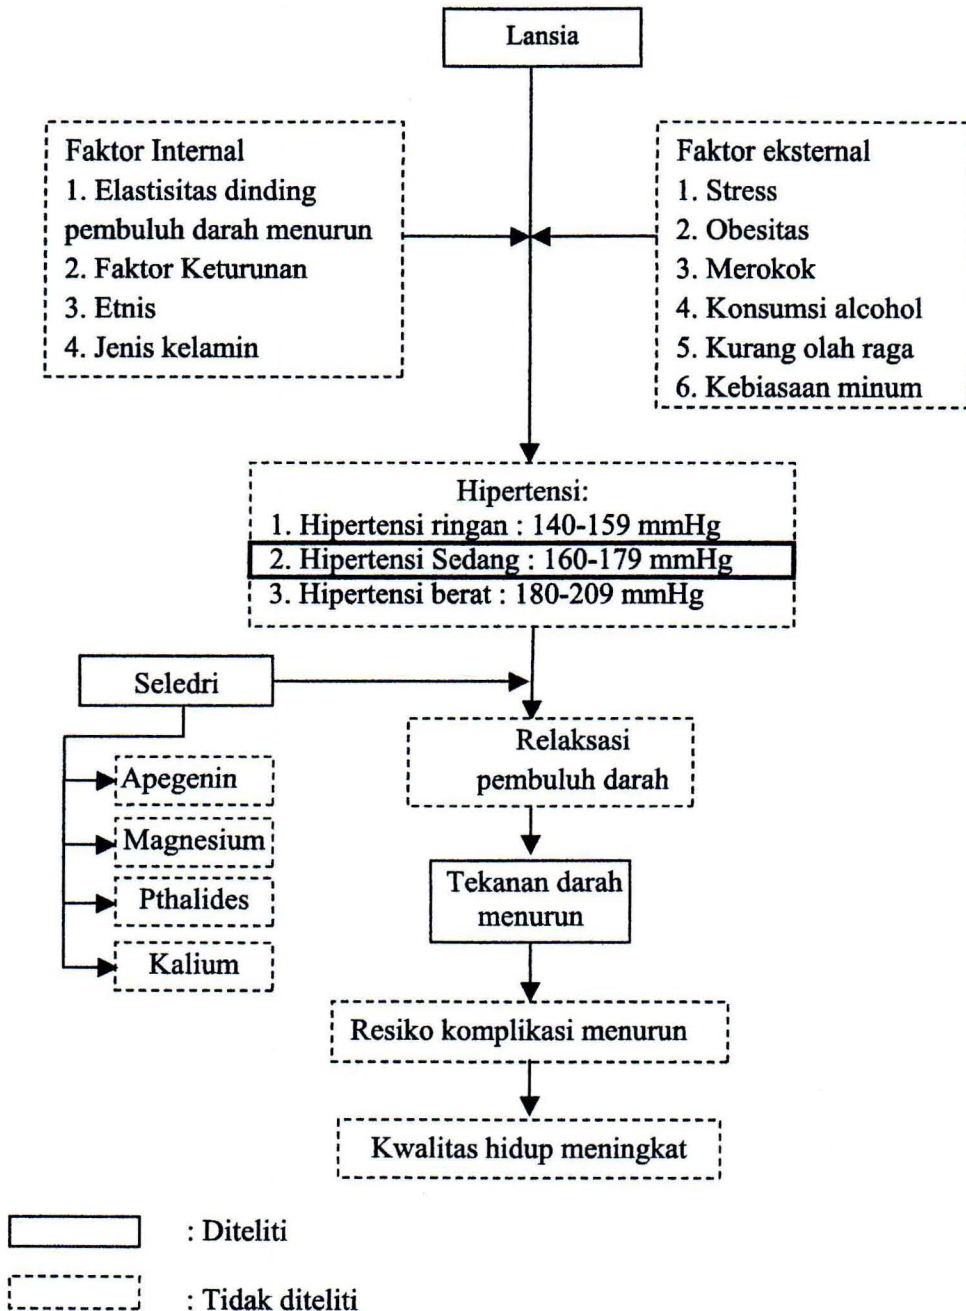 Lansia
Faktor Internal
1. Elastisitas dinding
pembuluh darah menurun
2. Faktor Keturunan
3. Etnis
4. Jenis kelamin
Faktor eksternal
1. Stress
2. Obesitas
3. Merokok
4. Konsumsi alcohol
5. Kurang olah raga
6. Kebiasaan minum
Hipertensi:
1. Hipertensi ringan : 140-159 mmHg
2. Hipertensi Sedang : 160-179 mmHg
3. Hipertensi berat : 180-209 mmHg
Seledri
Apegenin
Magnesium
Pthalides
Kalium
Relaksasi
pembuluh darah
Tekanan darah
menurun
Resiko komplikasi menurun
Kwalitas hidup meningkat
: Diteliti
: Tidak diteliti